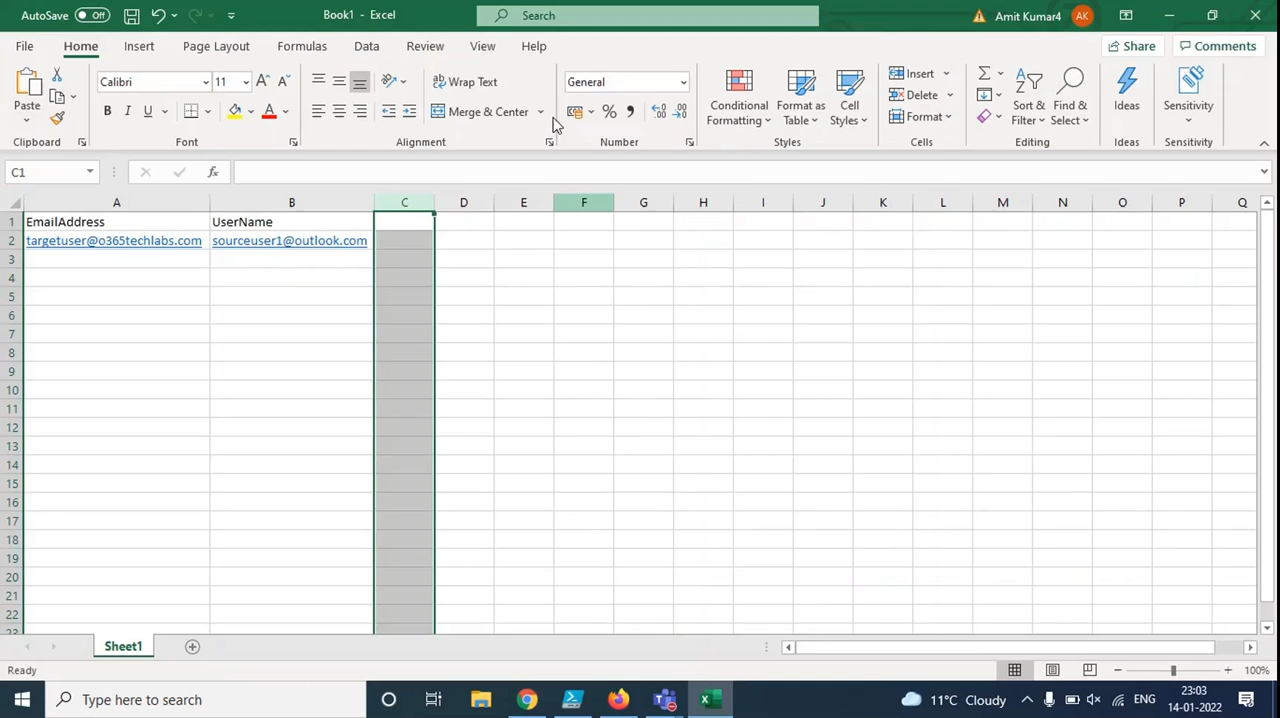 AutoSave Off Book1 - Excel Search Amit Kumar4 AK
File Home Insert Page Layout Formulas Data Review View Help Share Comments
Paste Calibri 11 Wrap Text General Conditional Formatting Format as Table Cell Styles Insert Sort & Filter Find & Select Ideas Sensitivity
B I U Merge & Center % Delete Format
Clipboard Font Alignment Number Styles Cells Editing Ideas Sensitivity
C1 fx
A B C D E F G H I J K L M N O P Q
1 EmailAddress UserName
2 targetuser@o365techlabs.com sourceuser1@outlook.com
3
4
5
6
7
8
9
10
11
12
13
14
15
16
17
18
19
20
21
22
23
Sheet1
Ready 100%
Type here to search 11°C Cloudy ENG 23:03
14-01-2022